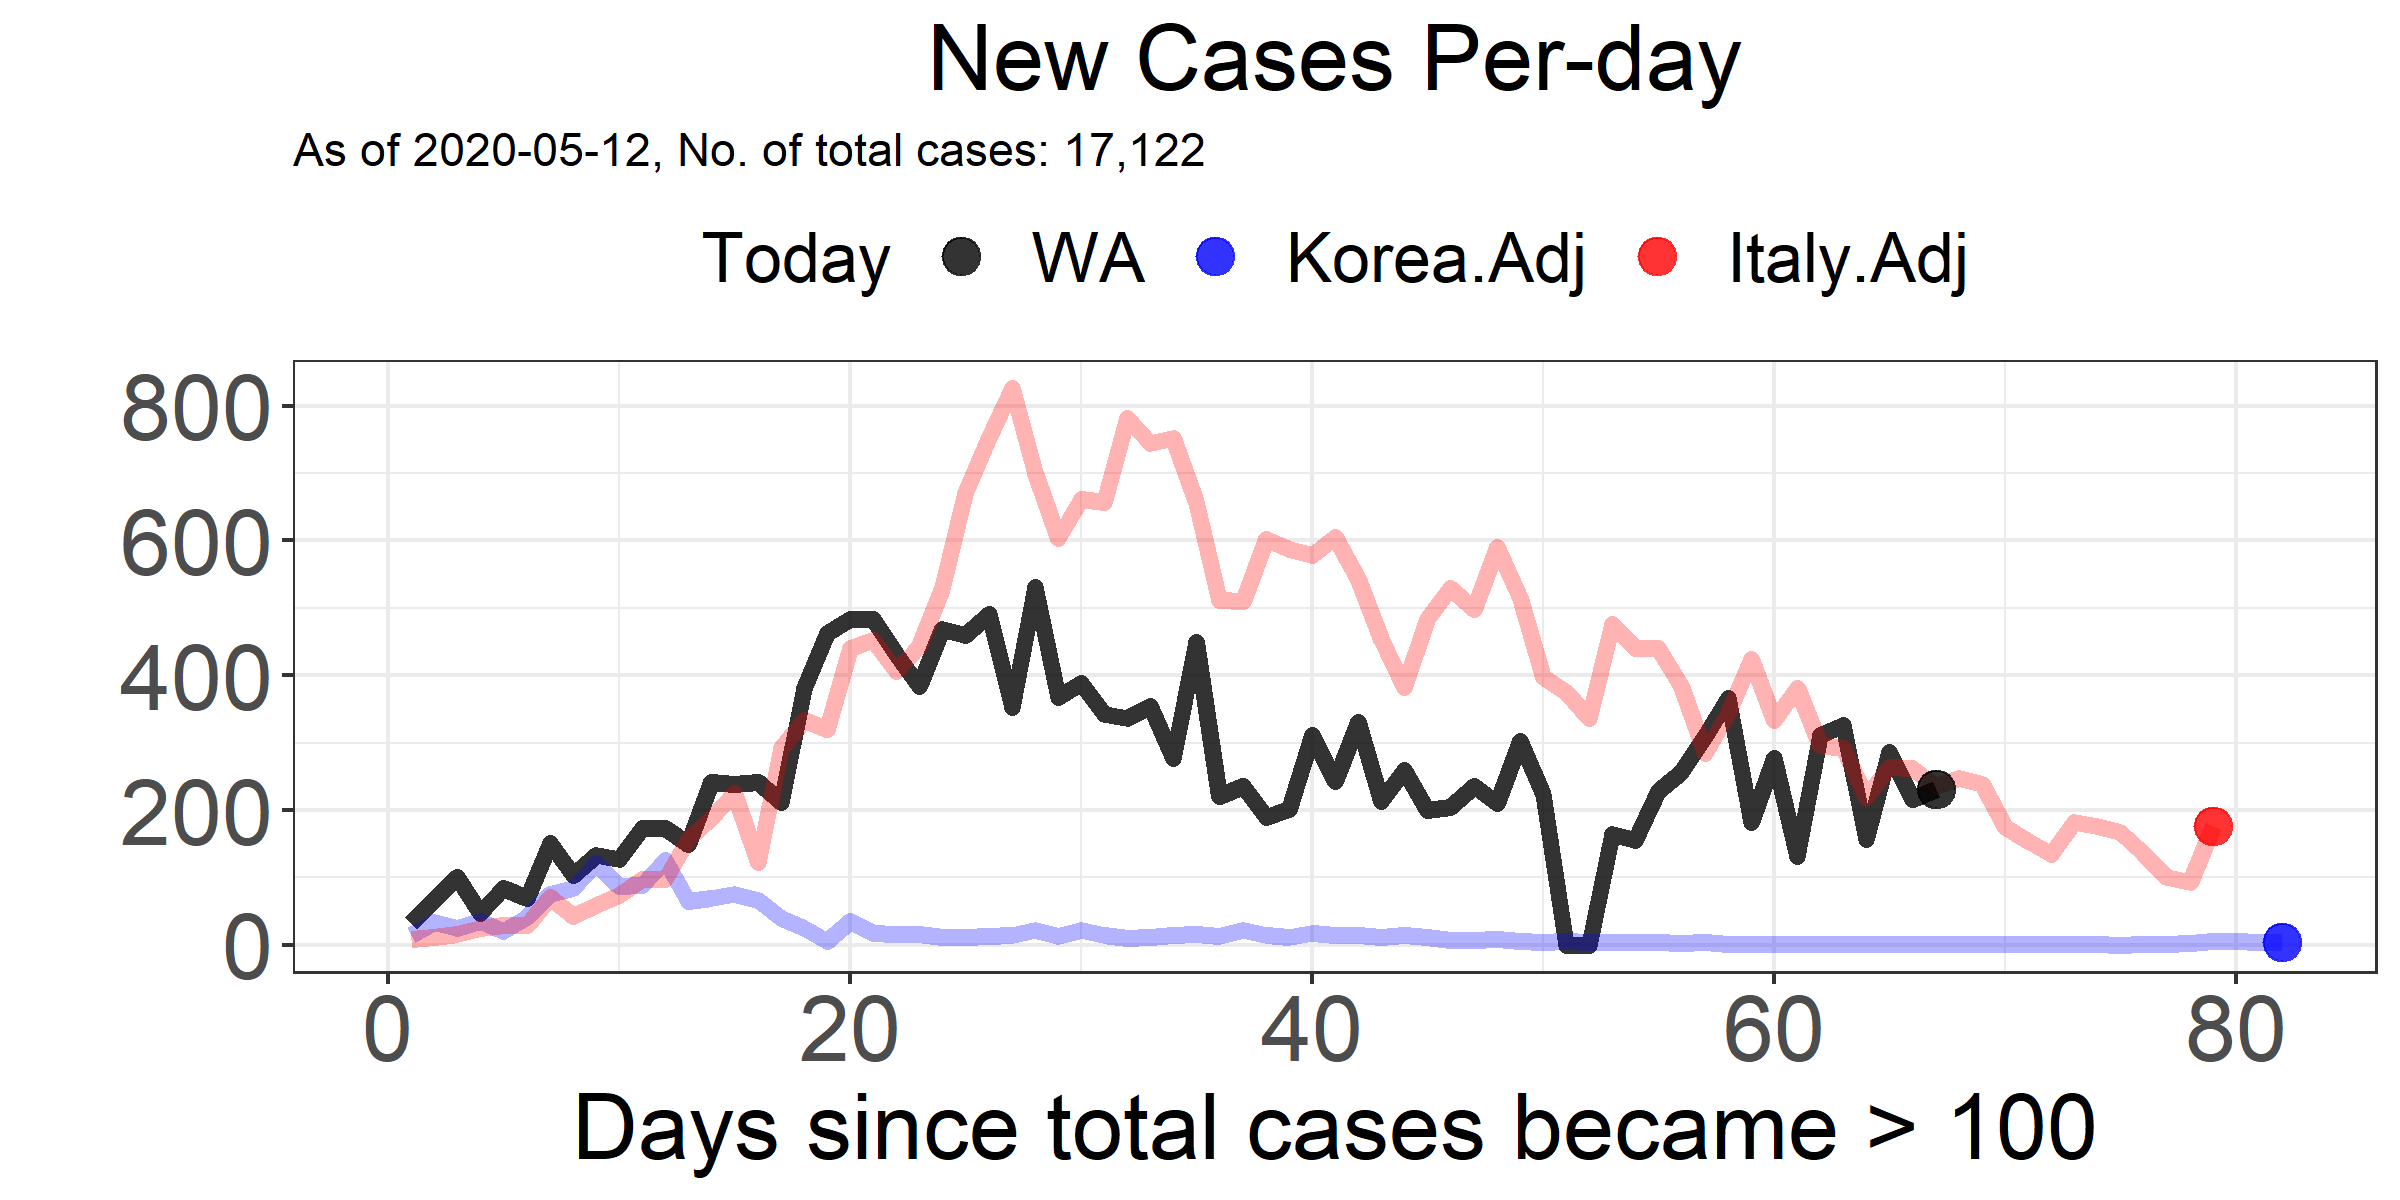 New Cases Per-day
As of 2020-05-12, No. of total cases: 17,122
Today WA Korea.Adj Italy.Adj
800
600
400
200
0
0 20 40 60 80
Days since total cases became > 100